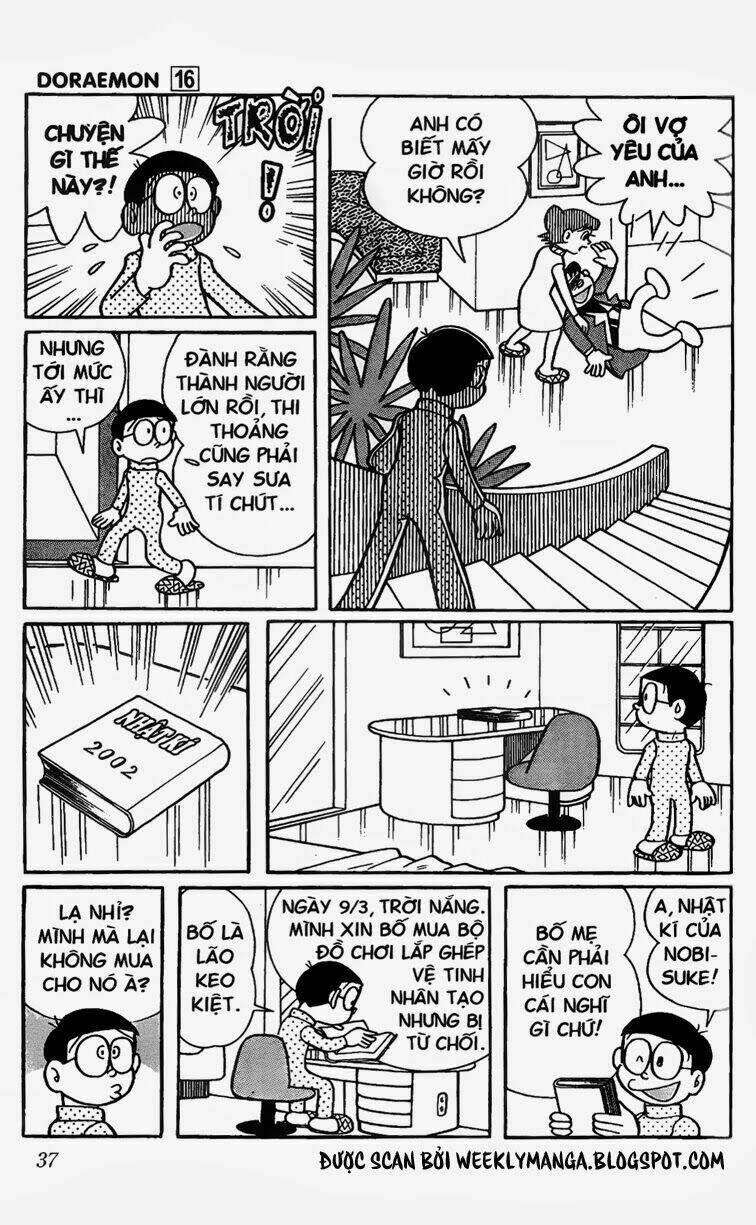 DORAEMON 16
CHUYỆN
GÌ THẾ
NÀY?!
TRỜI
!
ANH CÓ
BIẾT MẤY
GIỜ RỒI
KHÔNG?
ÔI VỢ
YÊU CỦA
ANH...
NHƯNG
TỚI MỨC
ẤY THÌ
...
ĐÀNH RẰNG
THÀNH NGƯỜI
LỚN RỒI, THI
THOẢNG
CŨNG PHẢI
SAY SƯA
TÍ CHÚT...
NHẬT KÍ
2002
LẠ NHỈ?
MÌNH MÀ LẠI
KHÔNG MUA
CHO NÓ À?
BỐ LÀ
LÃO
KEO
KIỆT.
NGÀY 9/3, TRỜI NẮNG.
MÌNH XIN BỐ MUA BỘ
ĐỒ CHƠI LẮP GHÉP
VỆ TINH
NHÂN TẠO
NHƯNG BỊ
TỪ CHỐI.
BỐ MẸ
CẦN PHẢI
HIỂU CON
CÁI NGHĨ
GÌ CHỨ!
A, NHẬT
KÍ CỦA
NOBI-
SUKE!
37
ĐƯỢC SCAN BỞI WEEKLYMANGA.BLOGSPOT.COM